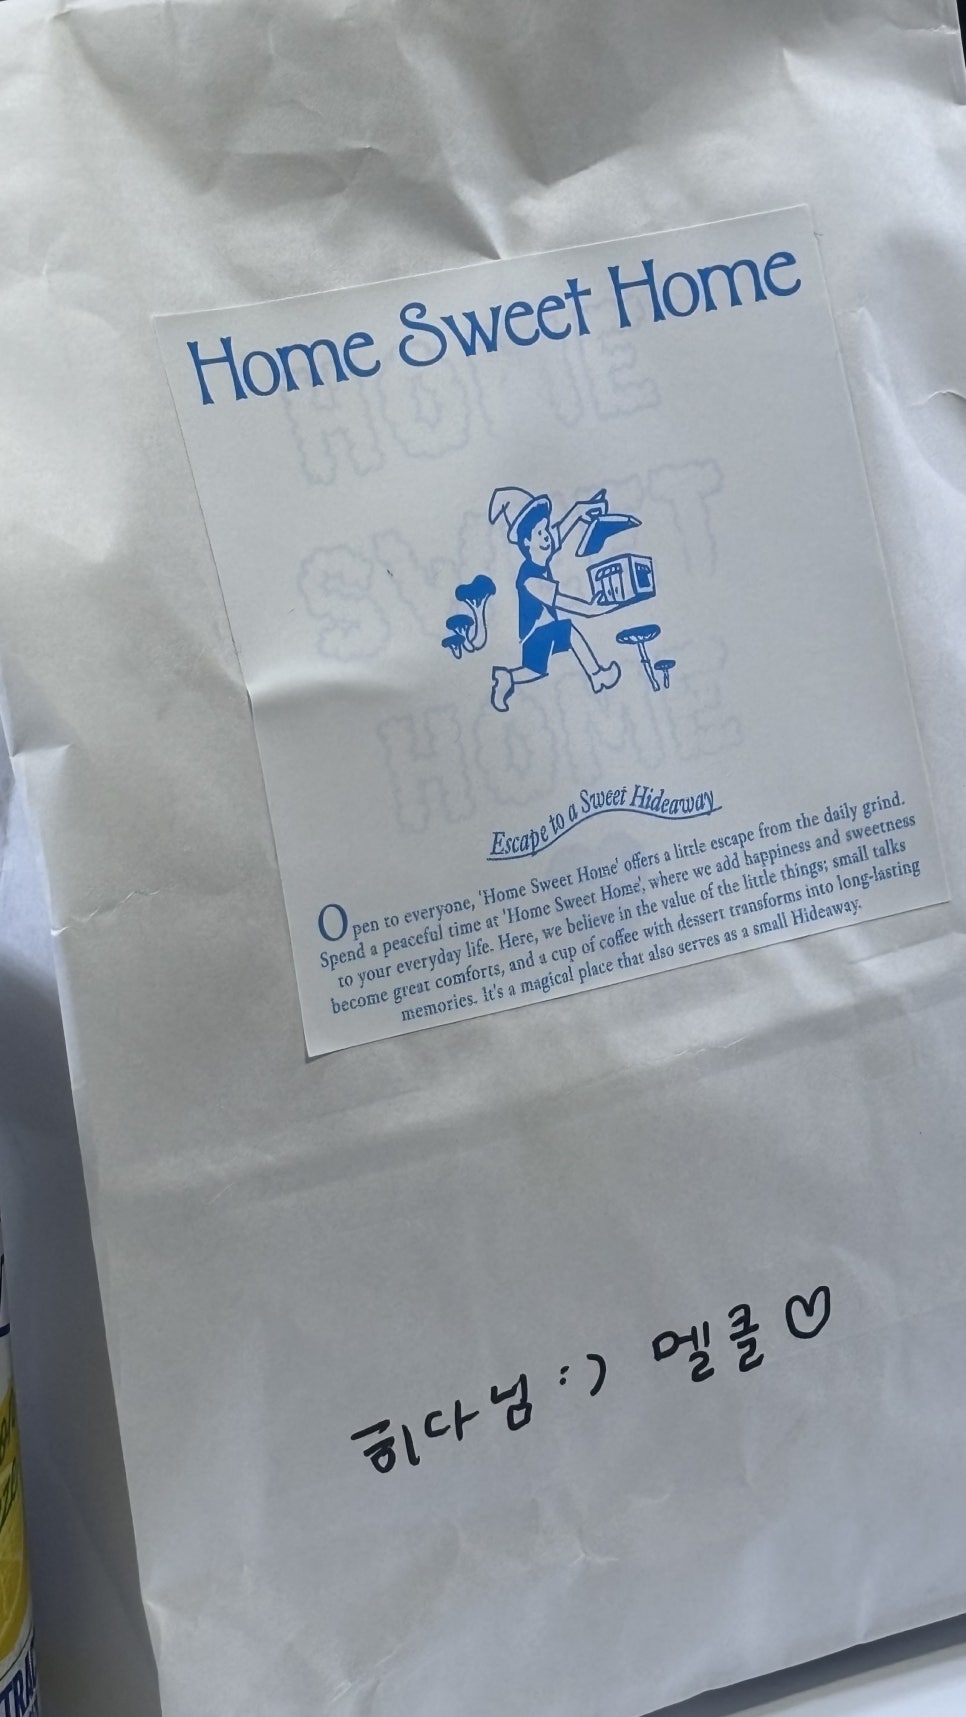 Home Sweet Home
HOME
SWEET
HOME
Escape to a Sweet Hideaway
Open to everyone, 'Home Sweet Home' offers a little escape from the daily grind.
Spend a peaceful time at 'Home Sweet Home', where we add happiness and sweetness
to your everyday life. Here, we believe in the value of the little things; small talks
become great comforts, and a cup of coffee with dessert transforms into long-lasting
memories. It's a magical place that also serves as a small Hideaway.
히다님 :) 멜클♡